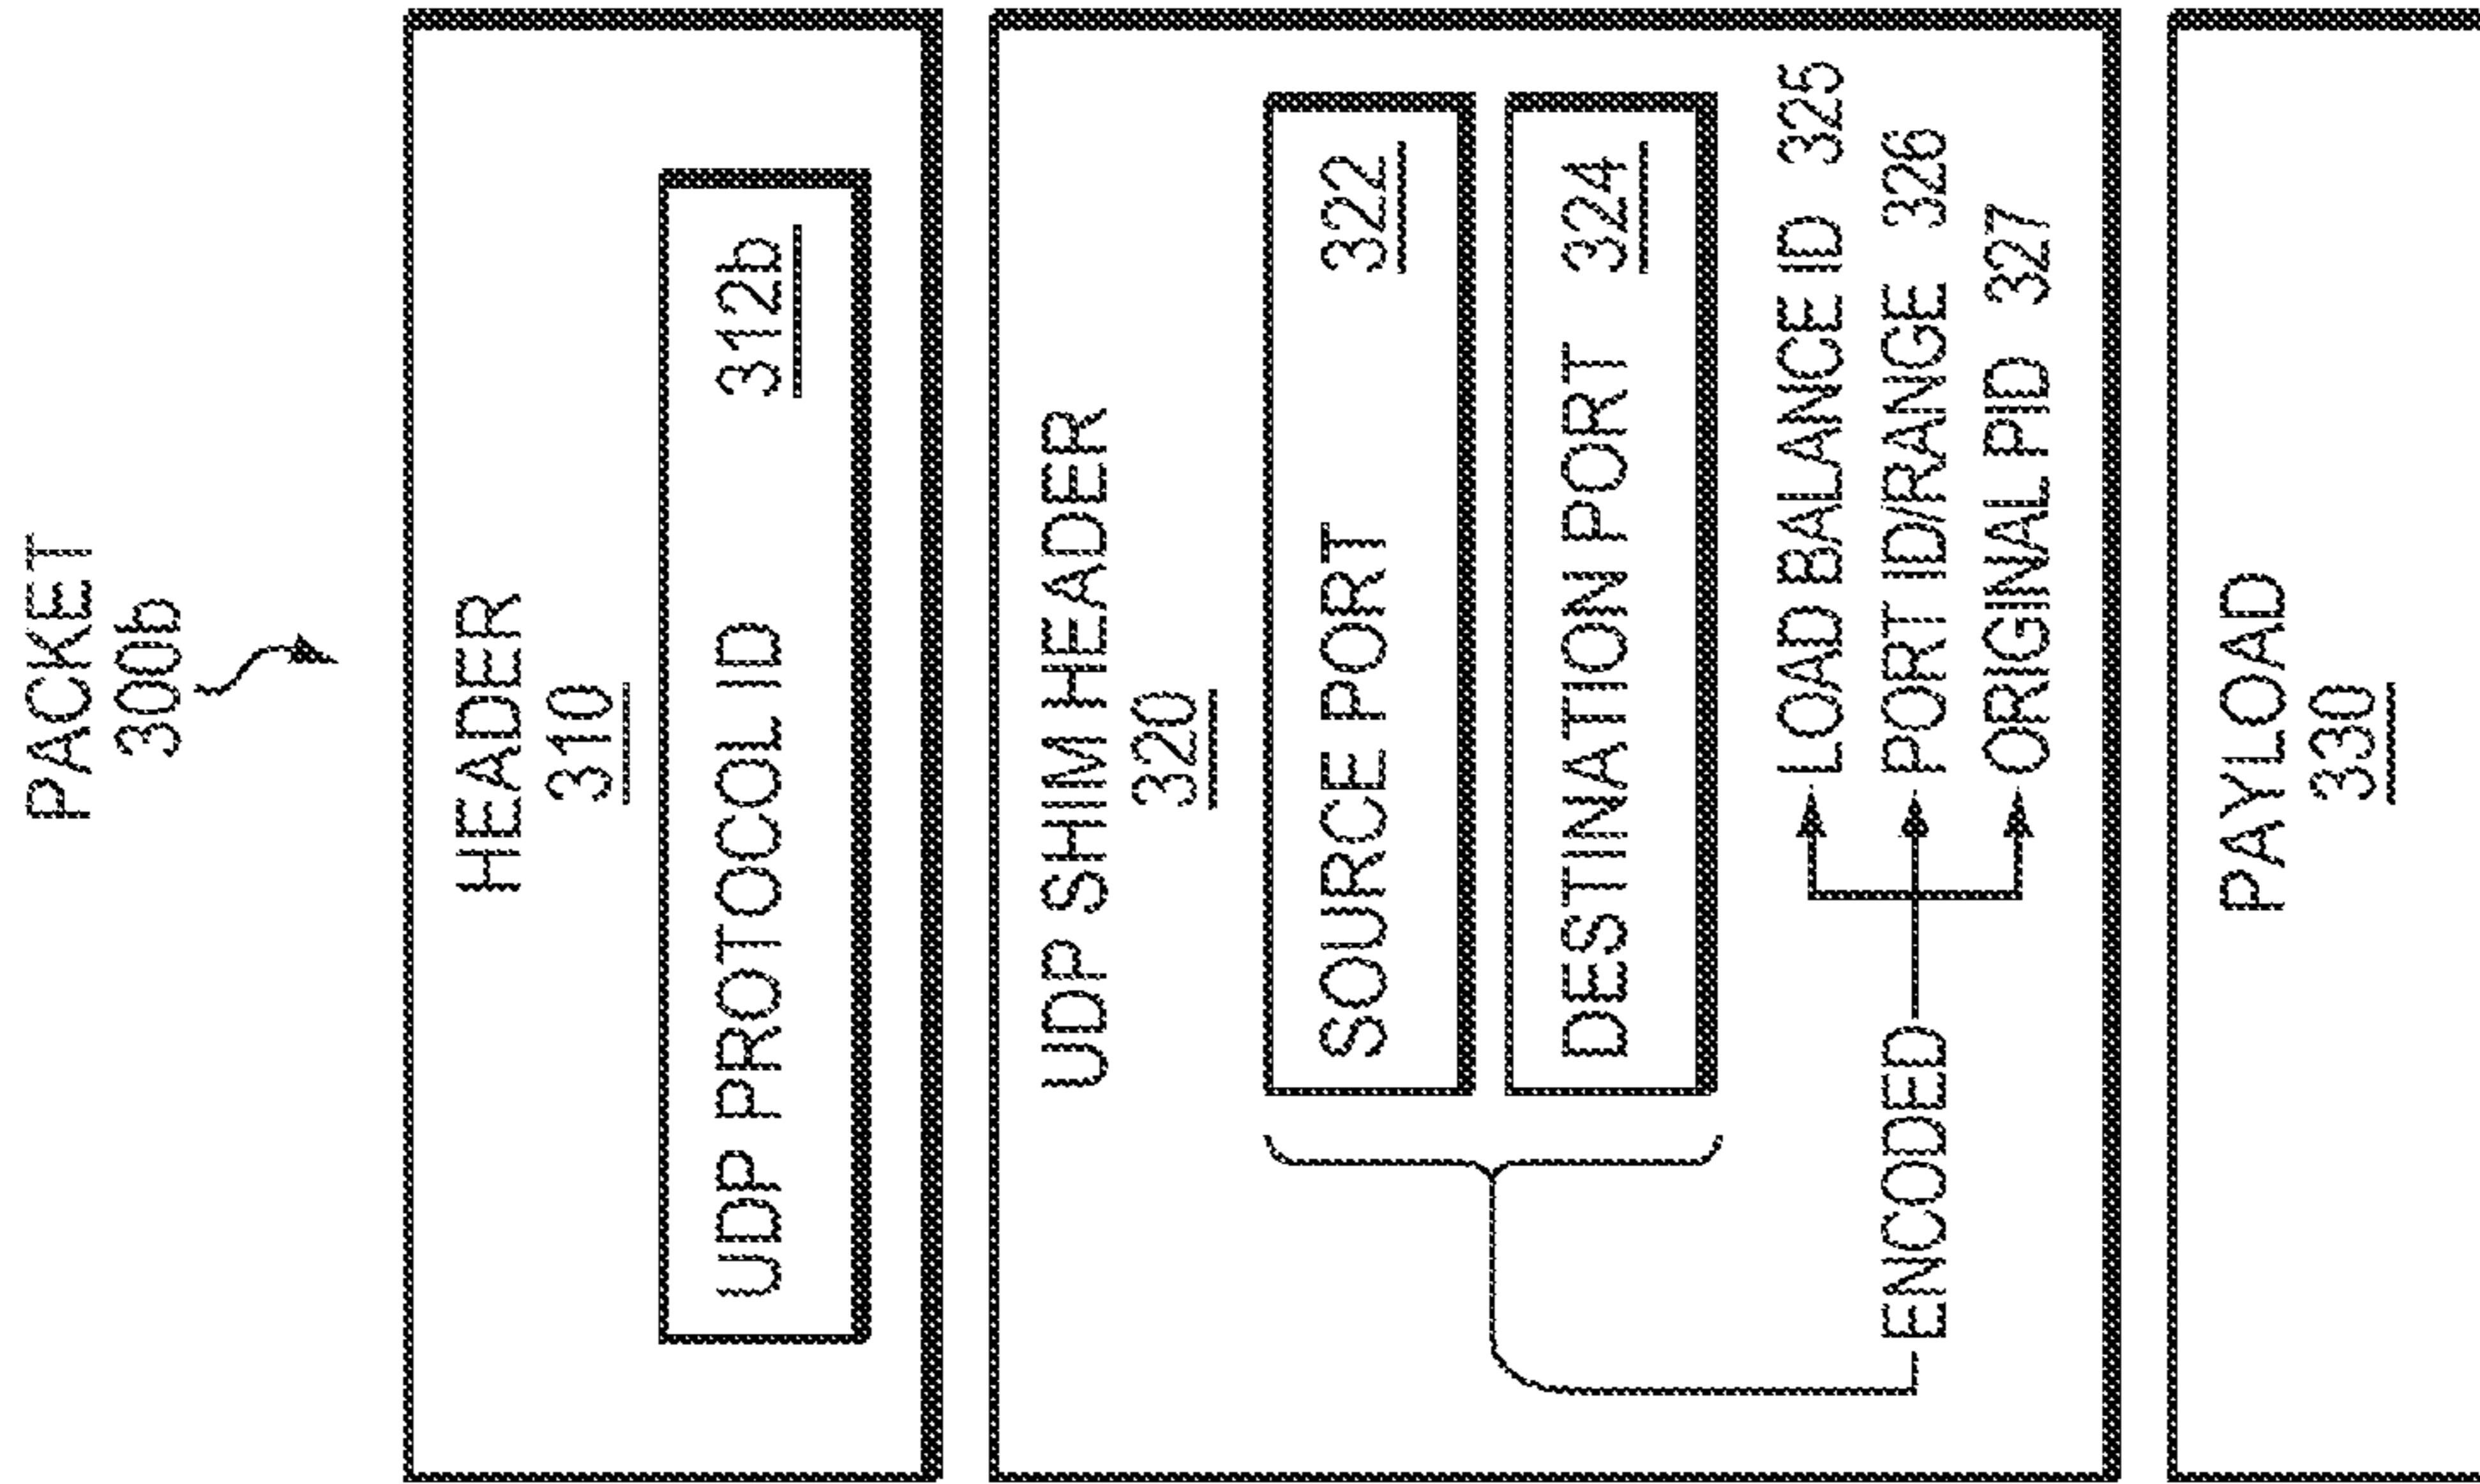 PACKET
300b
HEADER
310
UDP PROTOCOL ID 312b
UDP SHIM HEADER
320
SOURCE PORT 322
DESTINATION PORT 324
LOAD BALANCE ID 325
ENCODED PORT ID/RANGE 326
ORIGINAL PID 327
PAYLOAD
330